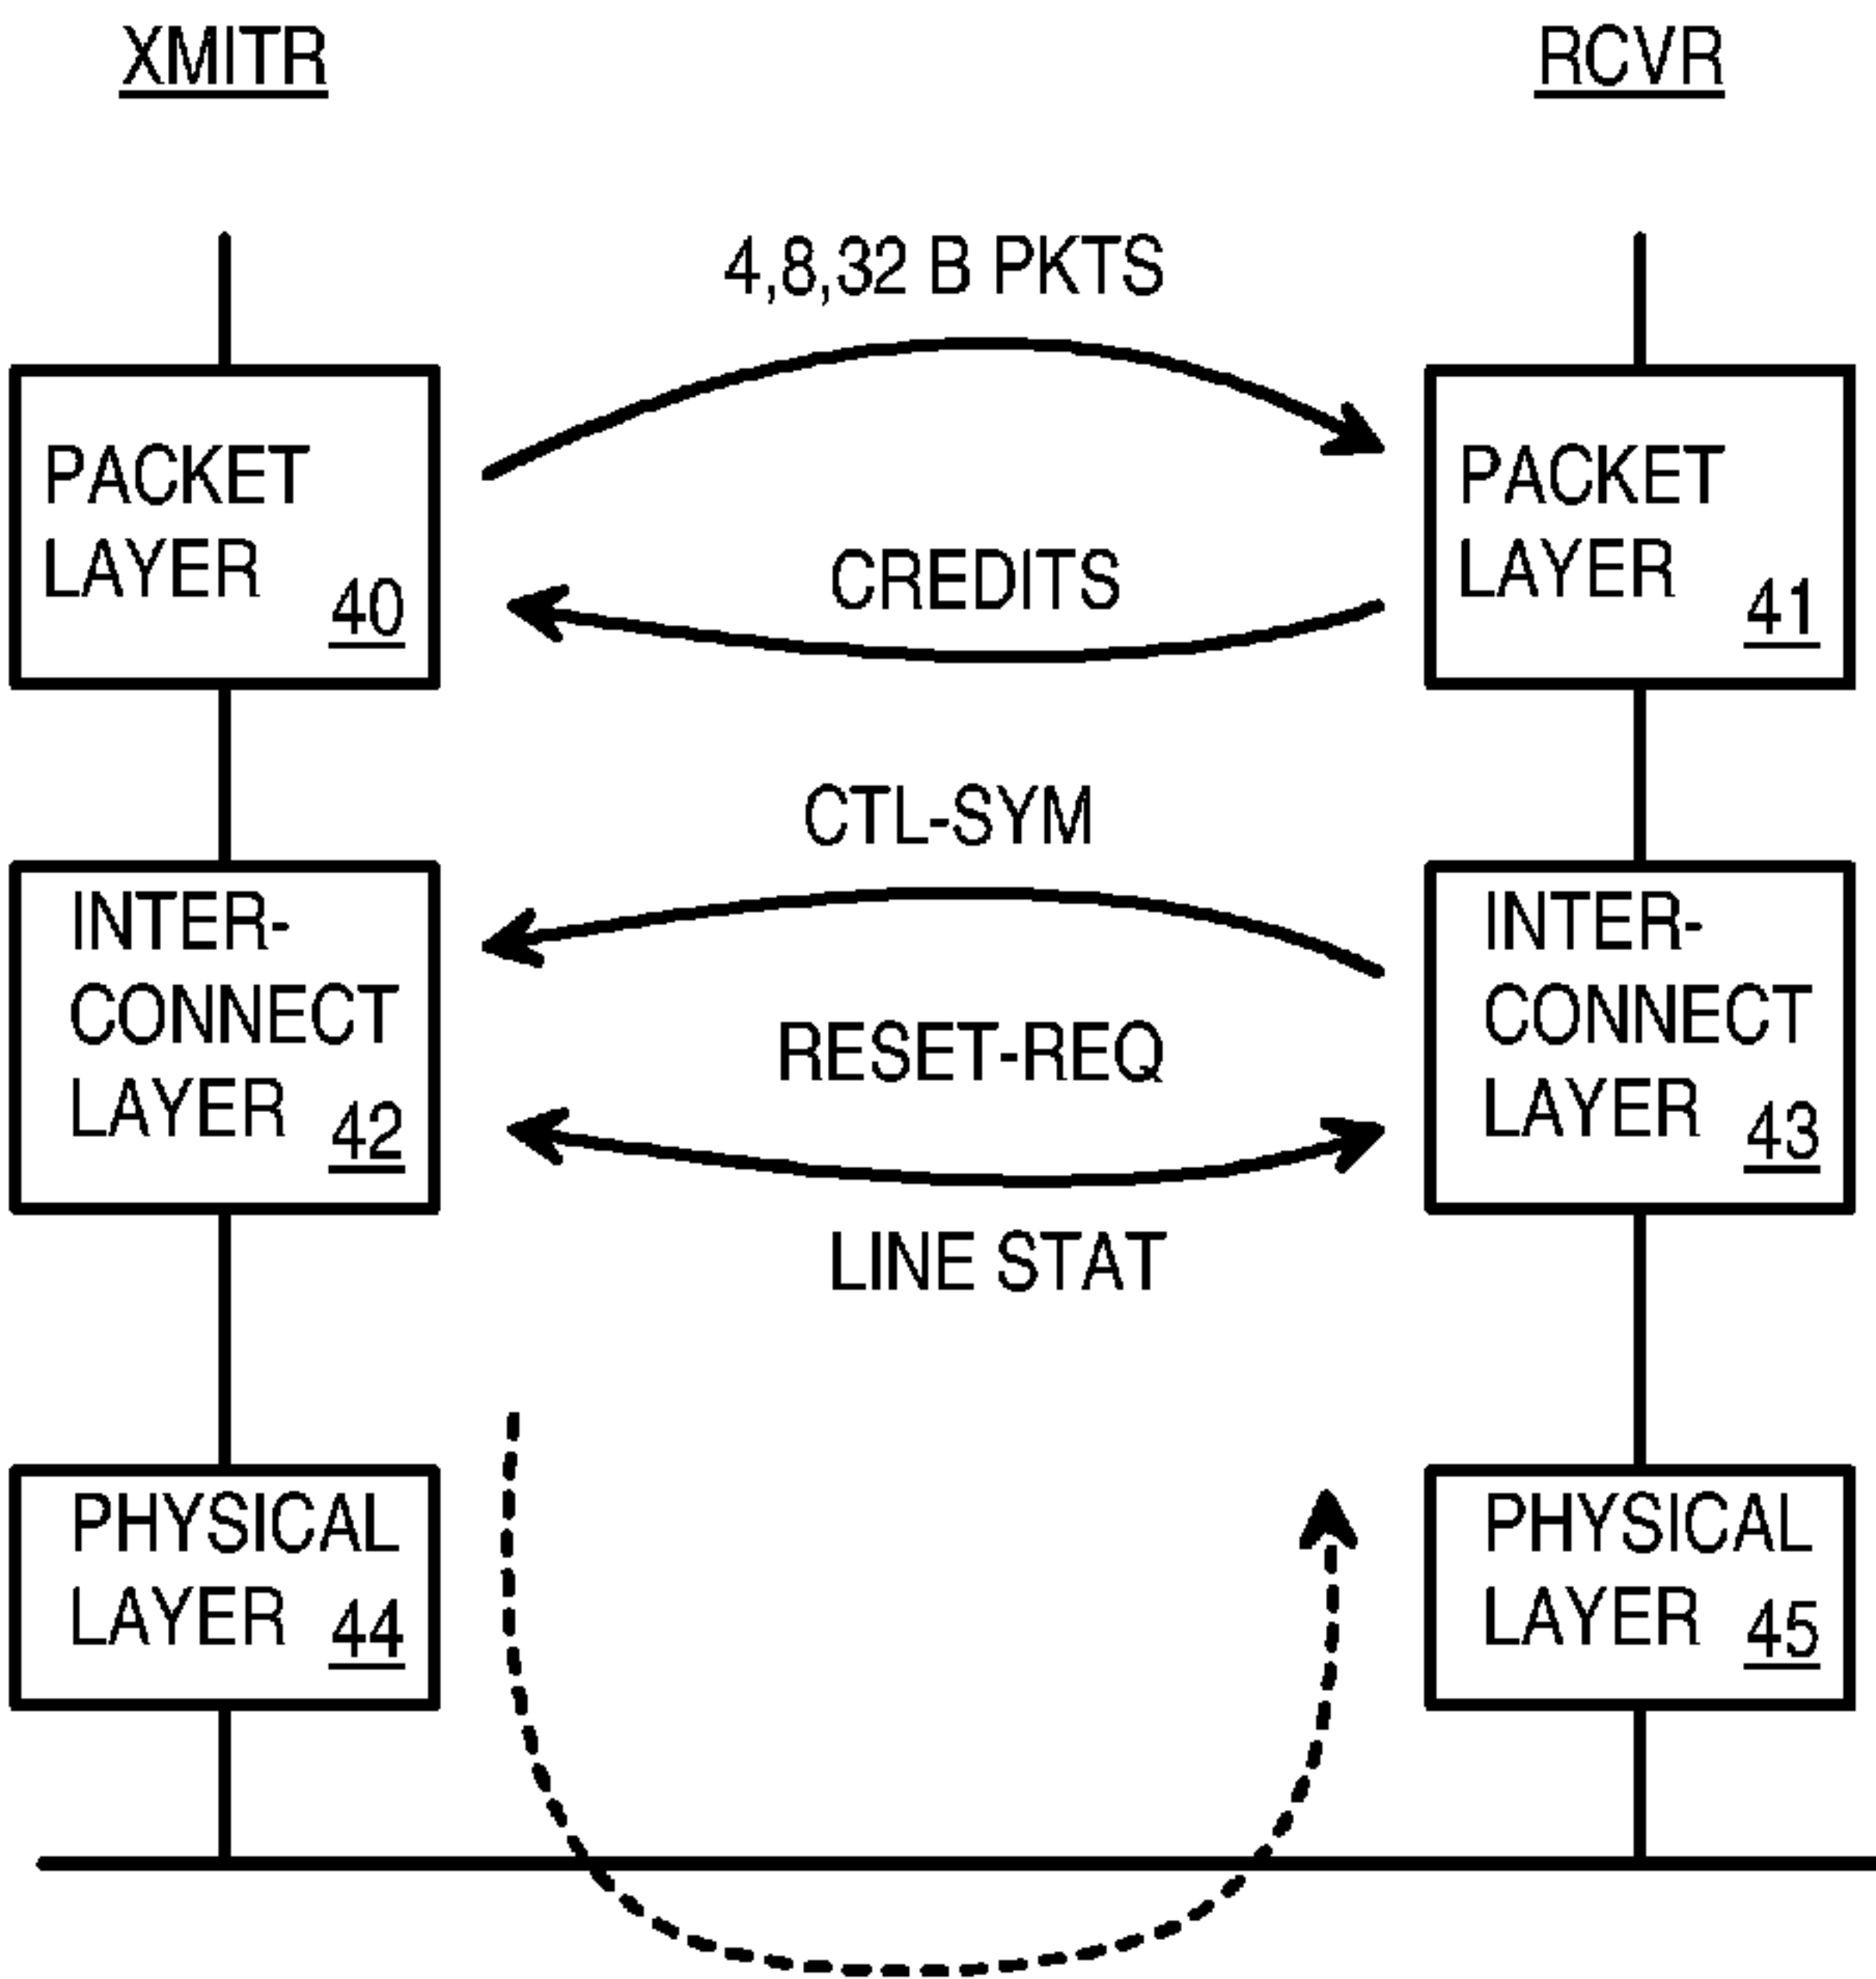 XMITR
RCVR
4,8,32 B PKTS
PACKET
LAYER
40
CREDITS
PACKET
LAYER
41
CTL-SYM
INTER-
CONNECT
LAYER
42
RESET-REQ
LINE STAT
INTER-
CONNECT
LAYER
43
PHYSICAL
LAYER
44
PHYSICAL
LAYER
45